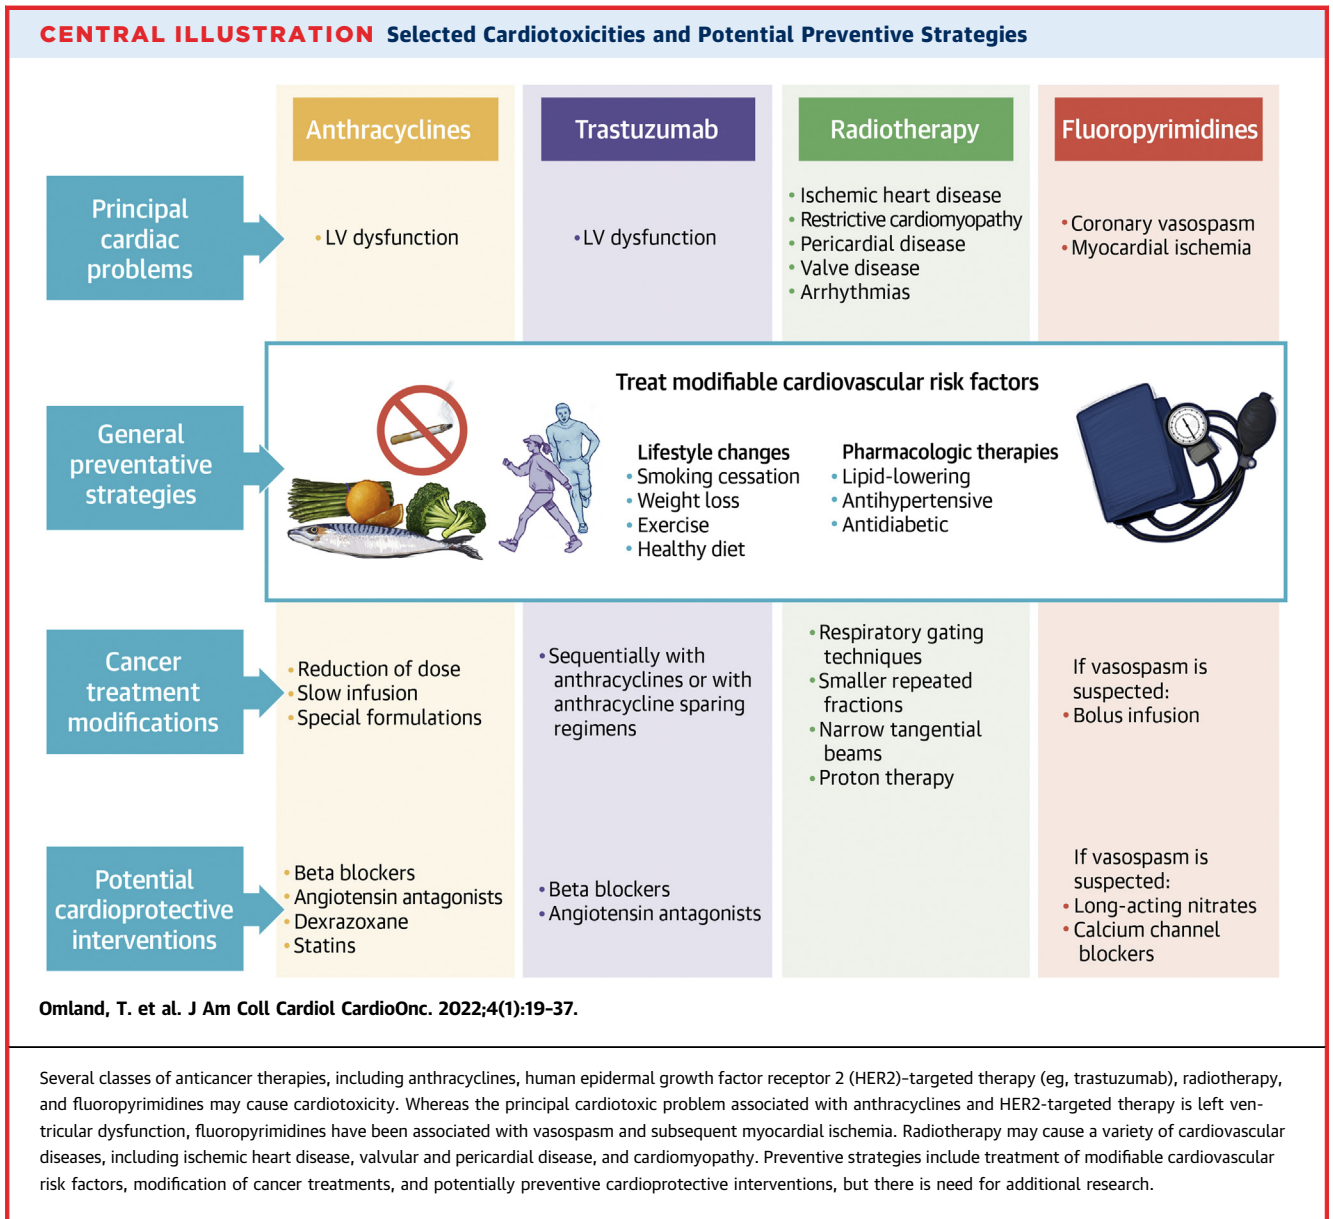 CENTRAL ILLUSTRATION Selected Cardiotoxicities and Potential Preventive Strategies
Anthracyclines
Trastuzumab
Radiotherapy
Fluoropyrimidines
Principal
cardiac
problems
• LV dysfunction
• LV dysfunction
• Ischemic heart disease
• Restrictive cardiomyopathy
• Pericardial disease
• Valve disease
• Arrhythmias
• Coronary vasospasm
• Myocardial ischemia
General
preventative
strategies
Treat modifiable cardiovascular risk factors
Lifestyle changes
• Smoking cessation
• Weight loss
• Exercise
• Healthy diet
Pharmacologic therapies
• Lipid-lowering
• Antihypertensive
• Antidiabetic
Cancer
treatment
modifications
• Reduction of dose
• Slow infusion
• Special formulations
• Sequentially with
anthracyclines or with
anthracycline sparing
regimens
• Respiratory gating
techniques
• Smaller repeated
fractions
• Narrow tangential
beams
• Proton therapy
If vasospasm is
suspected:
• Bolus infusion
Potential
cardioprotective
interventions
• Beta blockers
• Angiotensin antagonists
• Dexrazoxane
• Statins
• Beta blockers
• Angiotensin antagonists
If vasospasm is
suspected:
• Long-acting nitrates
• Calcium channel
blockers
Omland, T. et al. J Am Coll Cardiol CardioOnc. 2022;4(1):19–37.
Several classes of anticancer therapies, including anthracyclines, human epidermal growth factor receptor 2 (HER2)–targeted therapy (eg, trastuzumab), radiotherapy,
and fluoropyrimidines may cause cardiotoxicity. Whereas the principal cardiotoxic problem associated with anthracyclines and HER2-targeted therapy is left ven-
tricular dysfunction, fluoropyrimidines have been associated with vasospasm and subsequent myocardial ischemia. Radiotherapy may cause a variety of cardiovascular
diseases, including ischemic heart disease, valvular and pericardial disease, and cardiomyopathy. Preventive strategies include treatment of modifiable cardiovascular
risk factors, modification of cancer treatments, and potentially preventive cardioprotective interventions, but there is need for additional research.